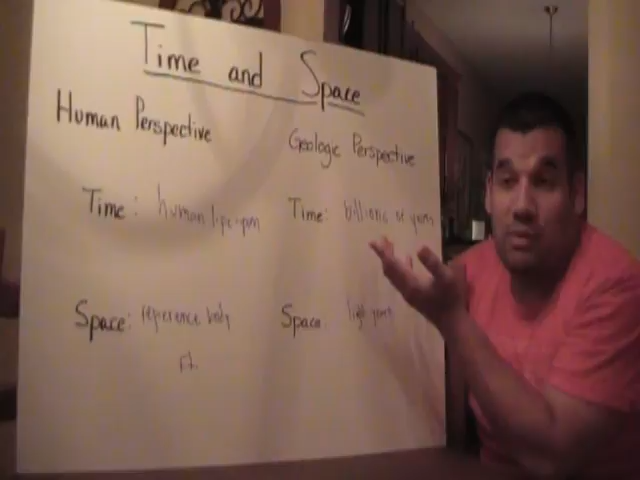 Time and Space
Human Perspective
Time: human life-span
Space: reference body
ft.
Geologic Perspective
Time: billions of years
Space: light years